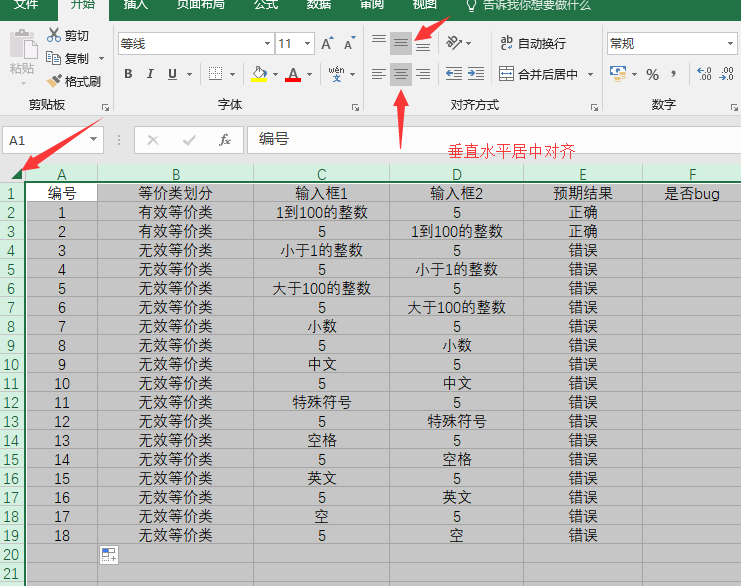 文件 开始 插入 页面布局 公式 数据 审阅 视图 告诉我你想要做什么
粘贴 剪切 复制 格式刷
等线 11 A A
B I U A wén 文
ab 自动换行
合并后居中
常规
% , .00 .00
剪贴板 字体 对齐方式 数字
A1 fx 编号
垂直水平居中对齐
A B C D E F
1 编号 等价类划分 输入框1 输入框2 预期结果 是否bug
2 1 有效等价类 1到100的整数 5 正确
3 2 有效等价类 5 1到100的整数 正确
4 3 无效等价类 小于1的整数 5 错误
5 4 无效等价类 5 小于1的整数 错误
6 5 无效等价类 大于100的整数 5 错误
7 6 无效等价类 5 大于100的整数 错误
8 7 无效等价类 小数 5 错误
9 8 无效等价类 5 小数 错误
10 9 无效等价类 中文 5 错误
11 10 无效等价类 5 中文 错误
12 11 无效等价类 特殊符号 5 错误
13 12 无效等价类 5 特殊符号 错误
14 13 无效等价类 空格 5 错误
15 14 无效等价类 5 空格 错误
16 15 无效等价类 英文 5 错误
17 16 无效等价类 5 英文 错误
18 17 无效等价类 空 5 错误
19 18 无效等价类 5 空 错误
20
21